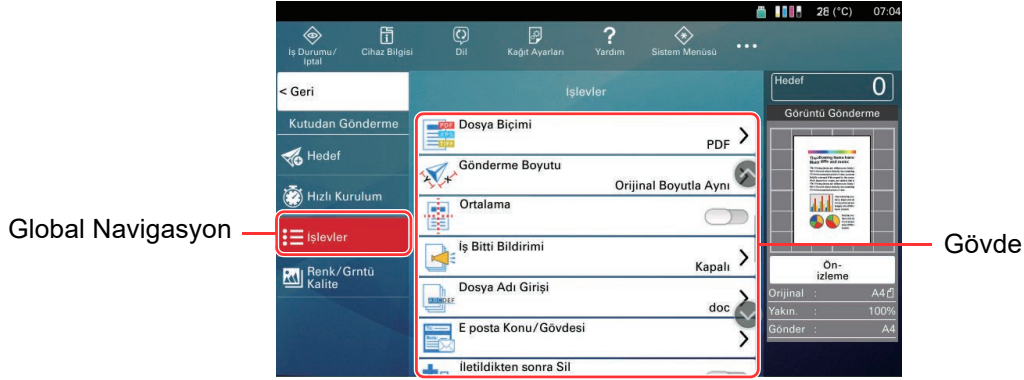 28 (°C) 07:04
İş Durumu/
İptal
Cihaz Bilgisi
Dil
Kağıt Ayarları
Yardım
Sistem Menüsü
< Geri
İşlevler
Hedef
0
Kutudan Gönderme
Hedef
Hızlı Kurulum
İşlevler
Renk/Grntü
Kalite
Dosya Biçimi
PDF
Gönderme Boyutu
Orijinal Boyutla Aynı
Ortalama
İş Bitti Bildirimi
Kapalı
Dosya Adı Girişi
doc
E posta Konu/Gövdesi
İletildikten sonra Sil
Görüntü Gönderme
Ön-
izleme
Orijinal : A4
Yakın. : 100%
Gönder : A4
Global Navigasyon
Gövde